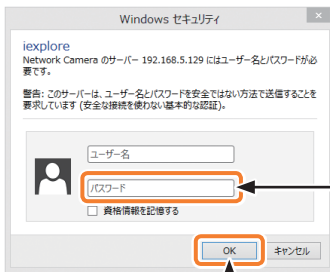 Windows セキュリティ
iexplore
Network Camera のサーバー 192.168.5.129 にはユーザー名とパスワードが必
要です。
警告: このサーバーは、ユーザー名とパスワードを安全ではない方法で送信することを
要求しています (安全な接続を使わない基本的な認証)。
ユーザー名
パスワード
資格情報を記憶する
OK
キャンセル